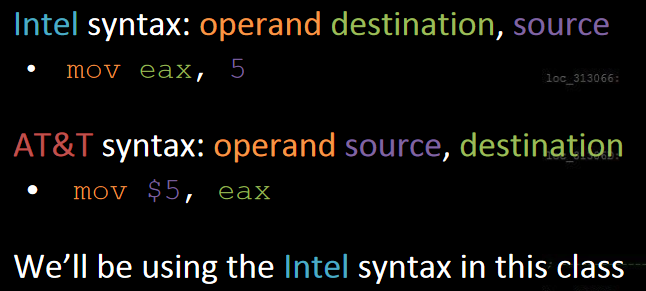 Intel syntax: operand destination, source
• mov eax, 5
loc_313066:
AT&T syntax: operand source, destination
• mov $5, eax
We’ll be using the Intel syntax in this class